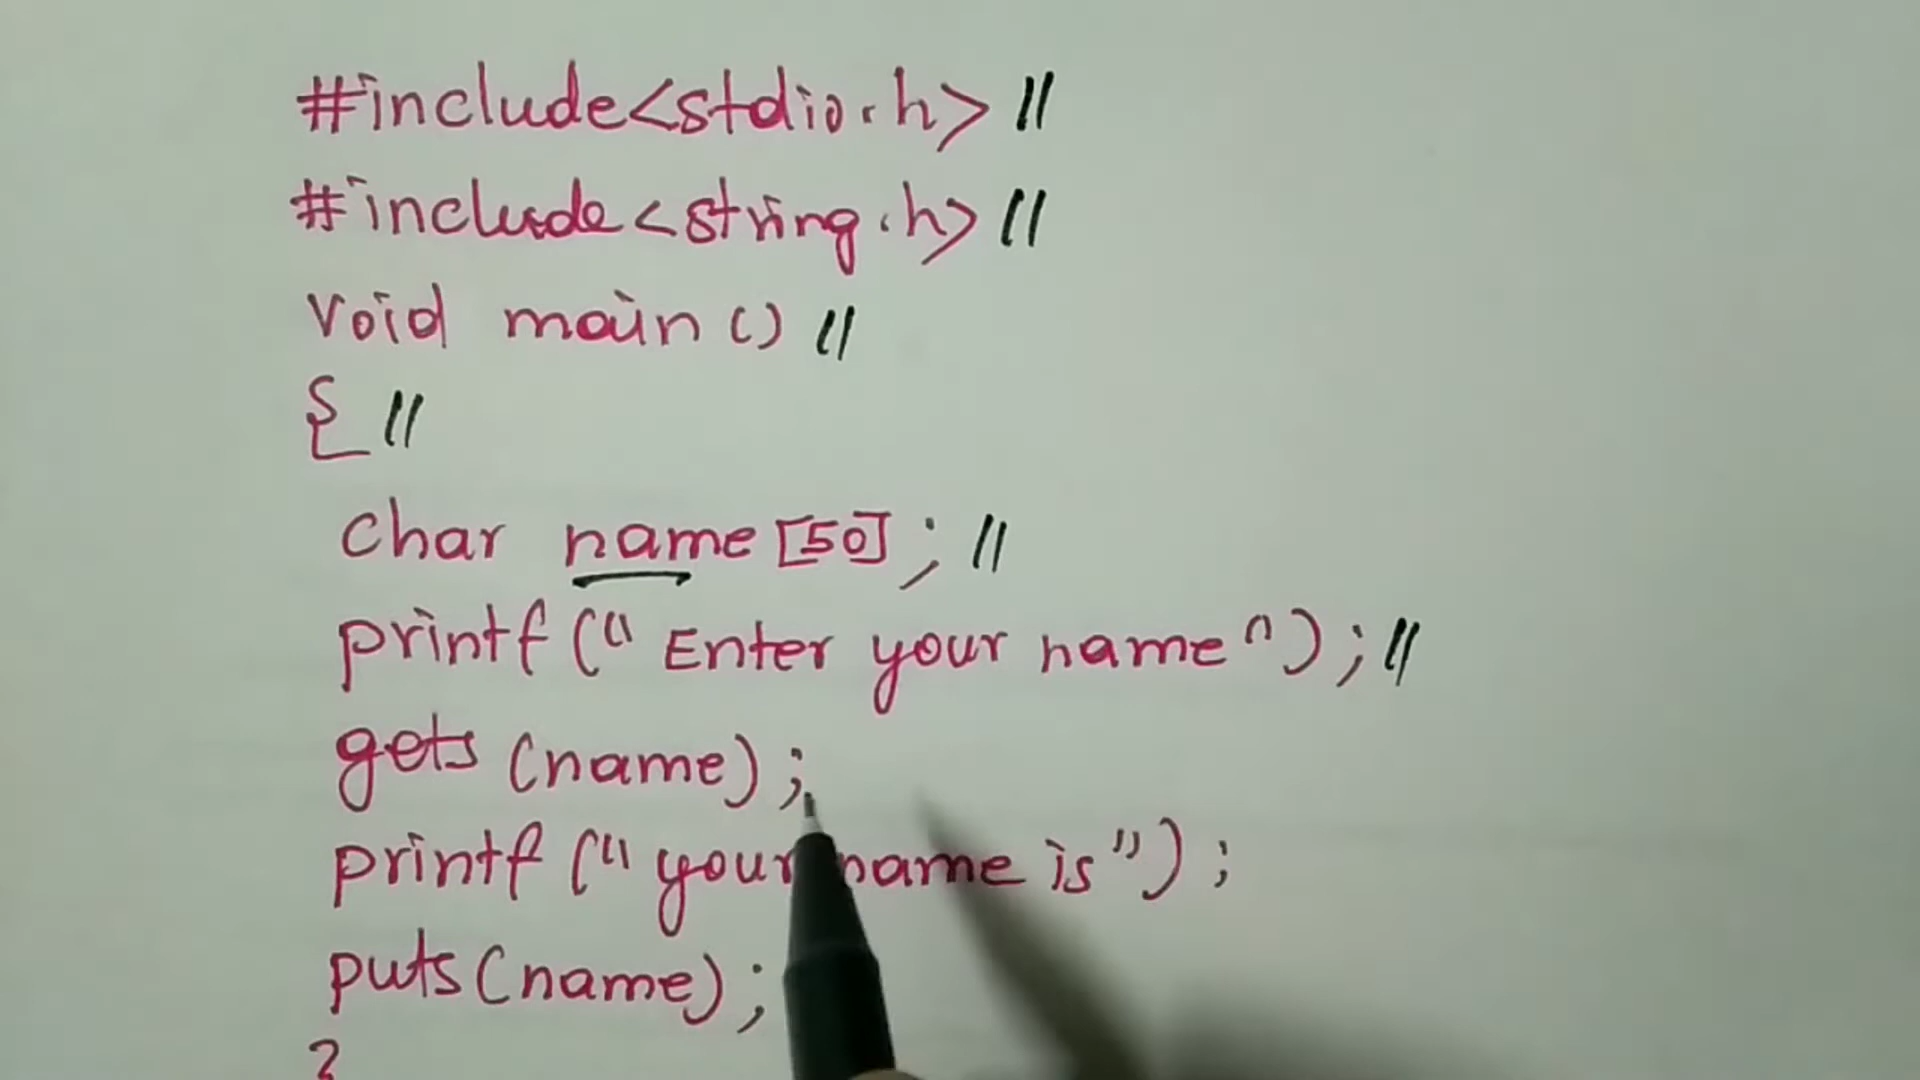 #include<stdio.h> //
#include<string.h> //
void main() //
{ //
char name[50]; //
printf("Enter your name"); //
gets(name);
printf("your name is");
puts(name);
}